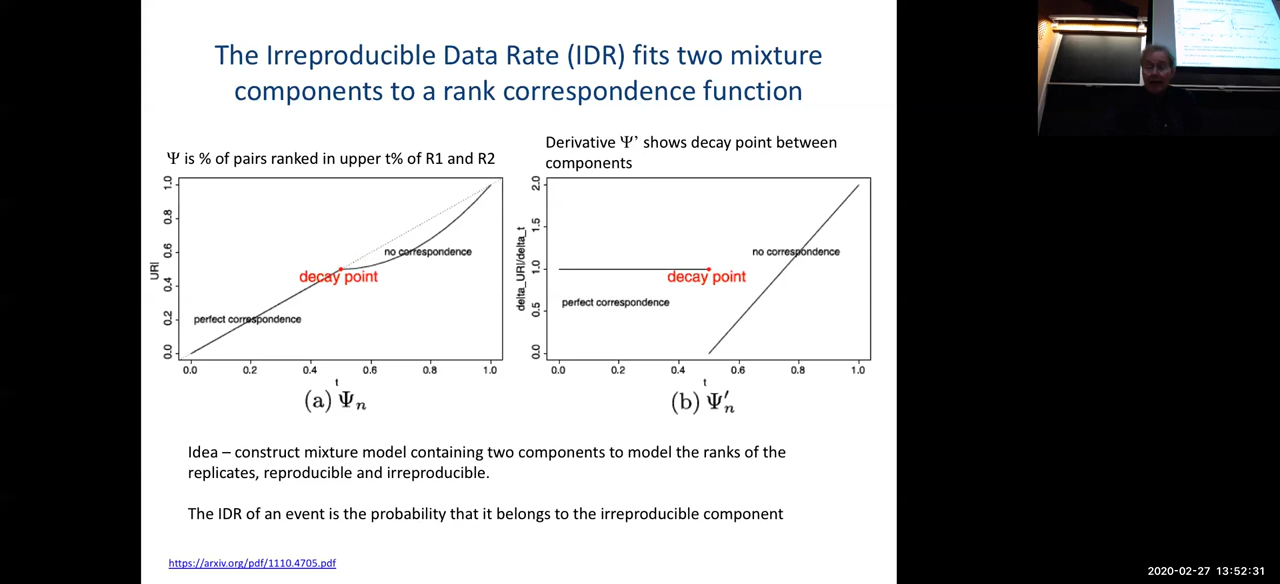 The Irreproducible Data Rate (IDR) fits two mixture
components to a rank correspondence function
Ψ is % of pairs ranked in upper t% of R1 and R2
Derivative Ψ’ shows decay point between
components
1.0
0.8
0.6
0.4
0.2
0.0
URI
no correspondence
decay point
perfect correspondence
0.0 0.2 0.4 0.6 0.8 1.0
t
(a) Ψn
2.0
1.5
1.0
0.5
0.0
delta_URI/delta_t
no correspondence
decay point
perfect correspondence
0.0 0.2 0.4 0.6 0.8 1.0
t
(b) Ψ′n
Idea – construct mixture model containing two components to model the ranks of the
replicates, reproducible and irreproducible.
The IDR of an event is the probability that it belongs to the irreproducible component
https://arxiv.org/pdf/1110.4705.pdf
2020-02-27 13:52:31